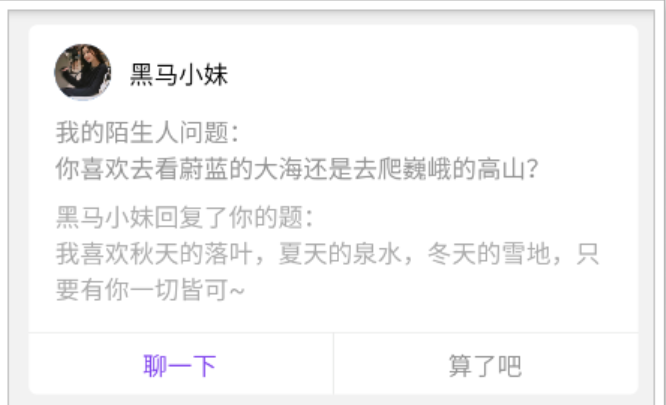 黑马小妹
我的陌生人问题：
你喜欢去看蔚蓝的大海还是去爬巍峨的高山？
黑马小妹回复了你的题：
我喜欢秋天的落叶，夏天的泉水，冬天的雪地，只
要有你一切皆可~
聊一下
算了吧